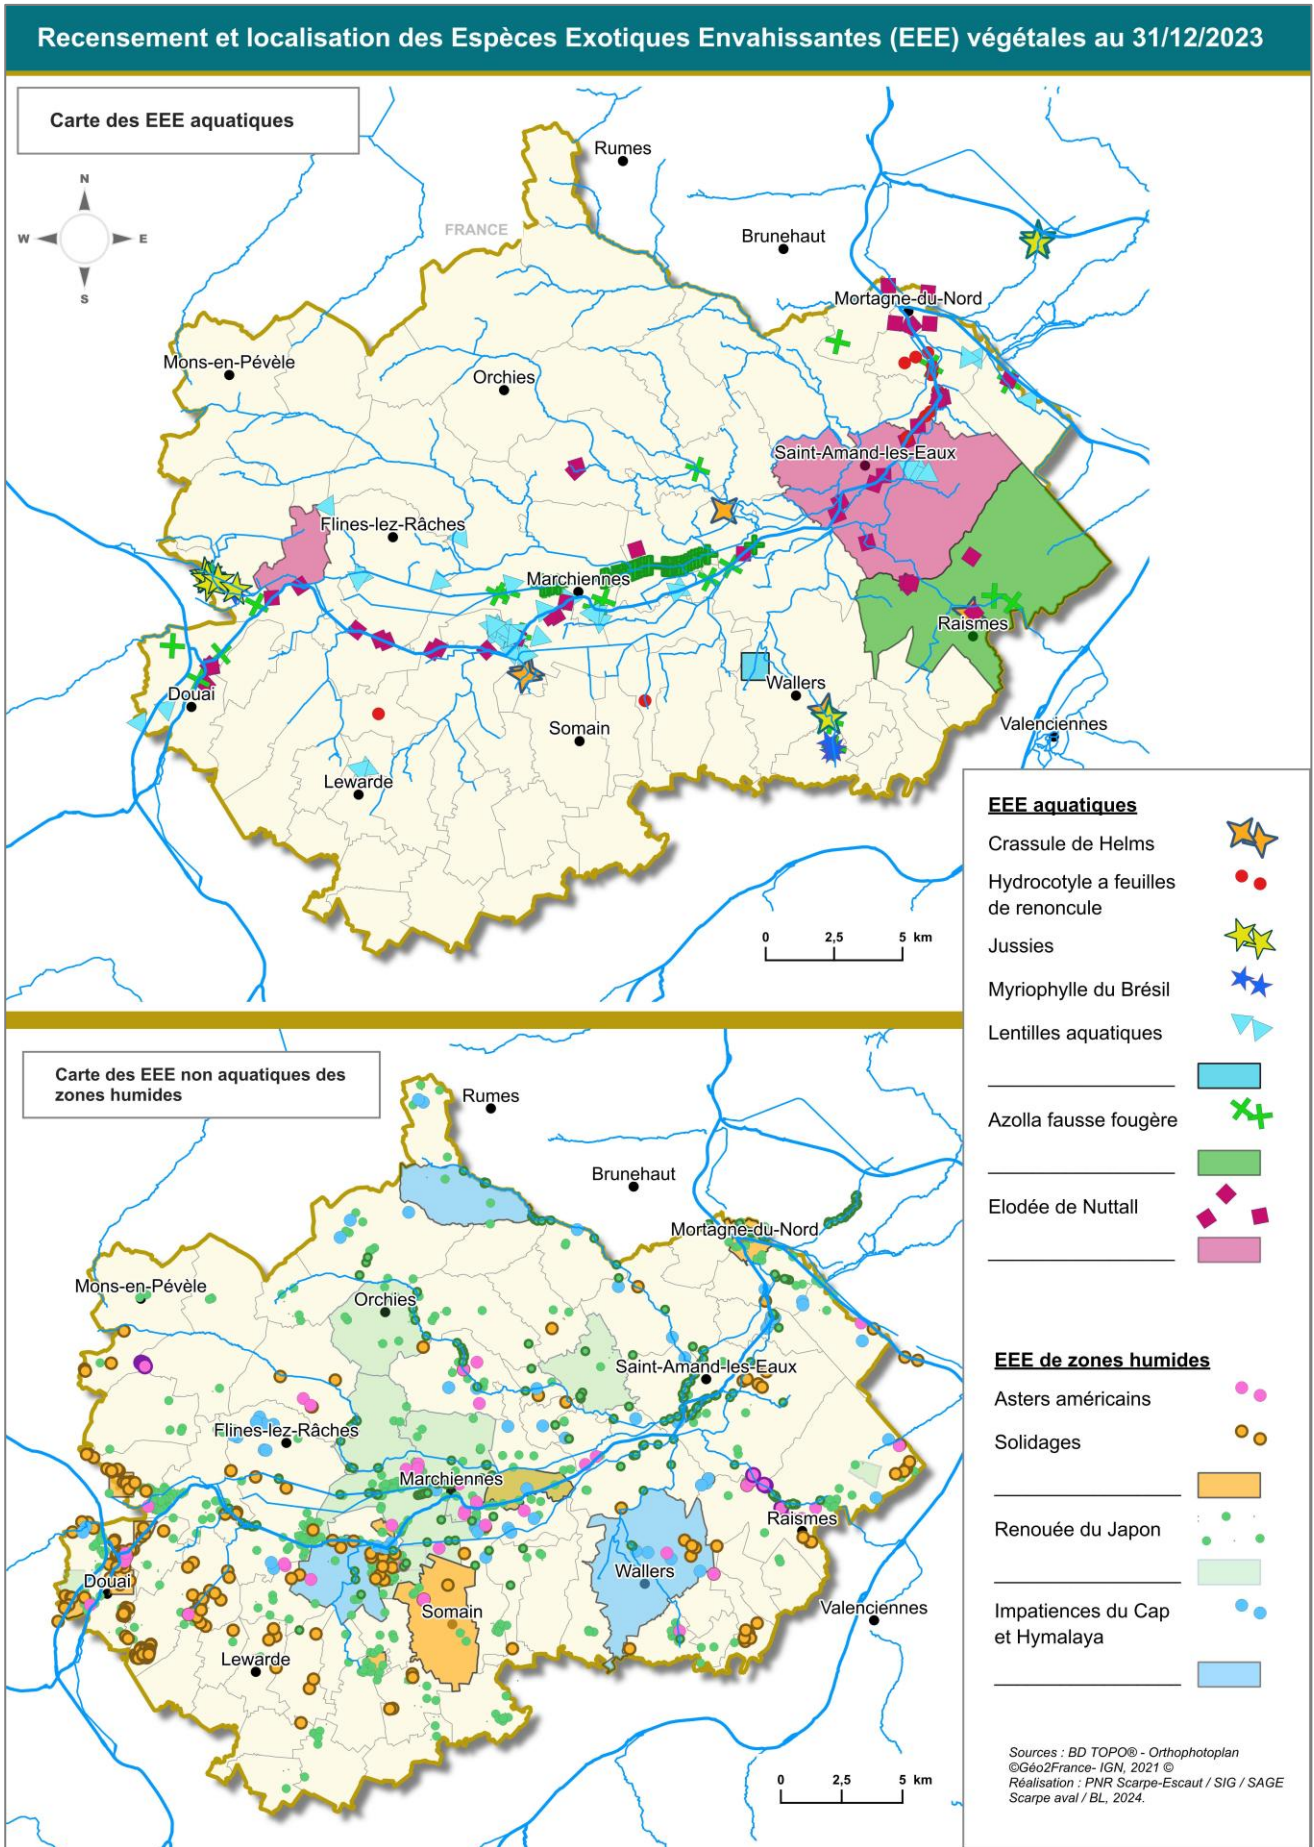 Recensement et localisation des Espèces Exotiques Envahissantes (EEE) végétales au 31/12/2023
Carte des EEE aquatiques
N
W
E
S
FRANCE
Rumes
Brunehaut
Mortagne-du-Nord
Mons-en-Pévèle
Orchies
Saint-Amand-les-Eaux
Flines-lez-Râches
Marchiennes
Raismes
Wallers
Douai
Somain
Valenciennes
Lewarde
0 2,5 5 km
EEE aquatiques
Crassule de Helms
Hydrocotyle a feuilles
de renoncule
Jussies
Myriophylle du Brésil
Lentilles aquatiques
Azolla fausse fougère
Elodée de Nuttall
EEE de zones humides
Asters américains
Solidages
Renouée du Japon
Impatiences du Cap
et Hymalaya
Sources : BD TOPO® - Orthophotoplan
©Géo2France- IGN, 2021 ©
Réalisation : PNR Scarpe-Escaut / SIG / SAGE
Scarpe aval / BL, 2024.
Carte des EEE non aquatiques des
zones humides
Rumes
Brunehaut
Mortagne-du-Nord
Mons-en-Pévèle
Orchies
Saint-Amand-les-Eaux
Flines-lez-Râches
Marchiennes
Raismes
Wallers
Douai
Somain
Valenciennes
Lewarde
0 2,5 5 km